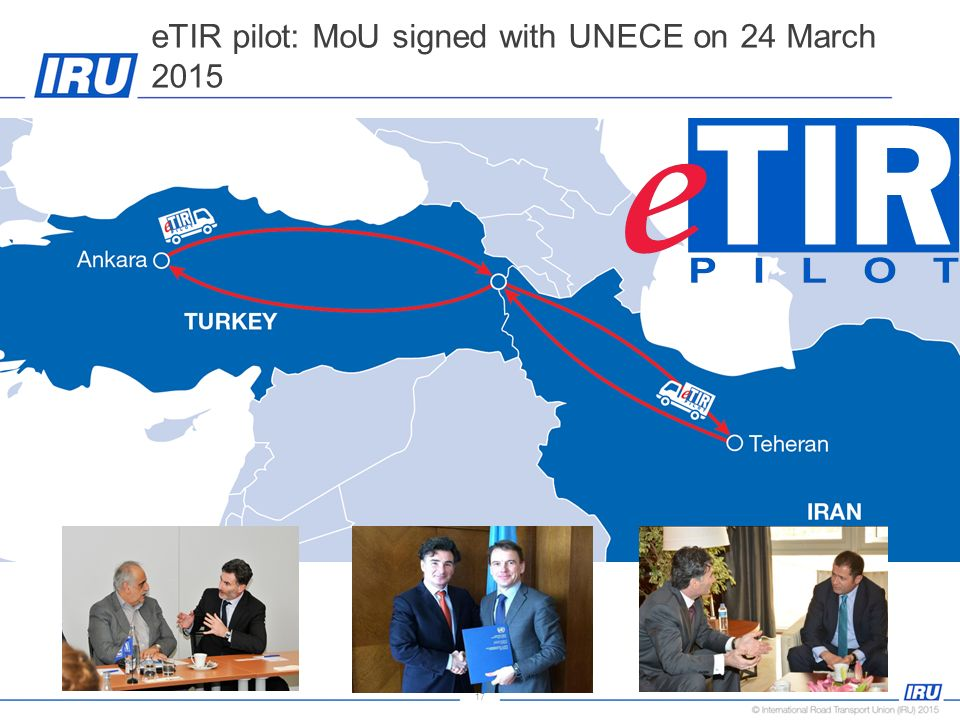 eTIR pilot: MoU signed with UNECE on 24 March
2015
IRU
eTIR
PILOT
eTIR
Ankara
TURKEY
eTIR
Teheran
IRAN
17
IRU
© International Road Transport Union (IRU) 2015